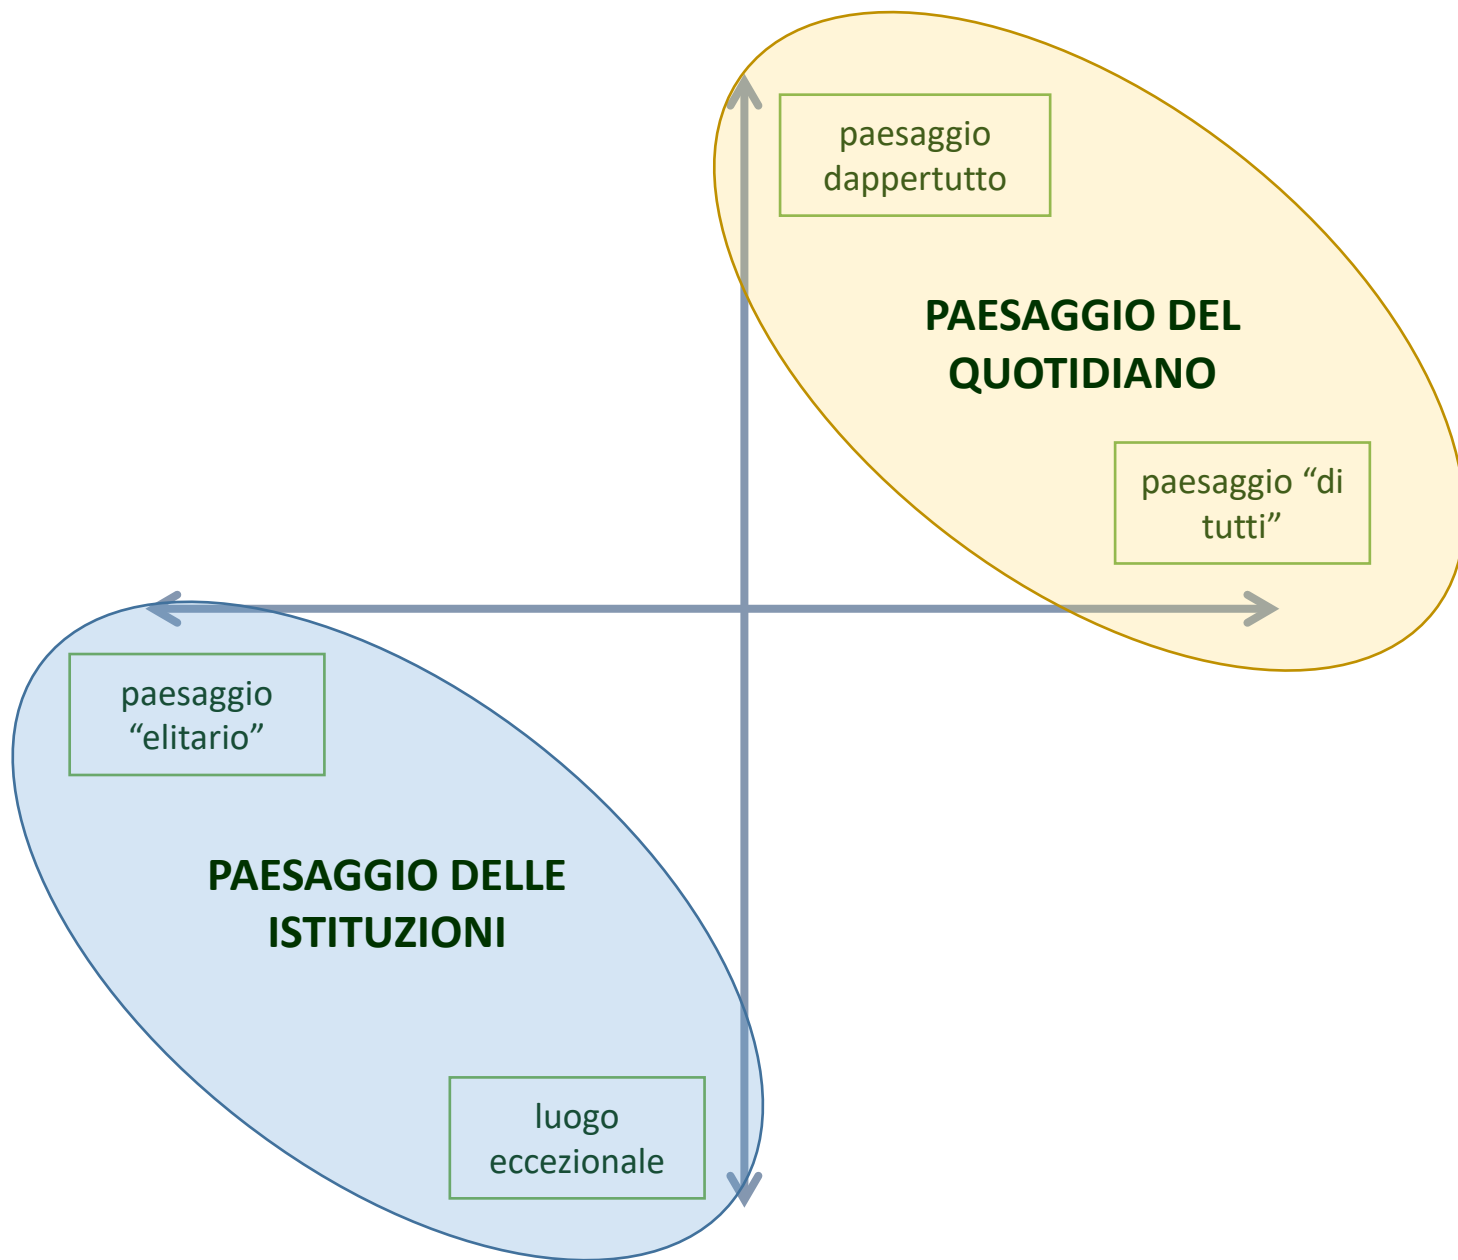 paesaggio
dappertutto
PAESAGGIO DEL
QUOTIDIANO
paesaggio “di
tutti”
paesaggio
“elitario”
PAESAGGIO DELLE
ISTITUZIONI
luogo
eccezionale